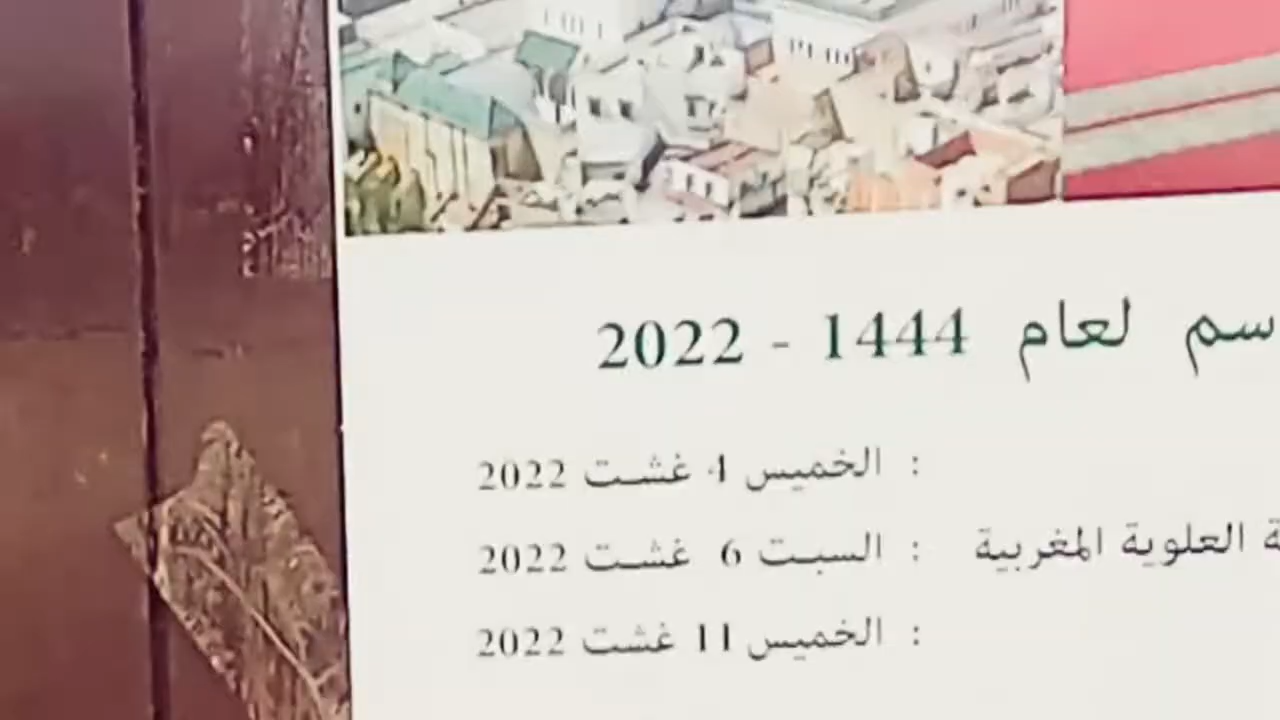 سم لعام 1444 - 2022
: الخميس 4 غشت 2022
ة العلوية المغربية : السبت 6 غشت 2022
: الخميس 11 غشت 2022